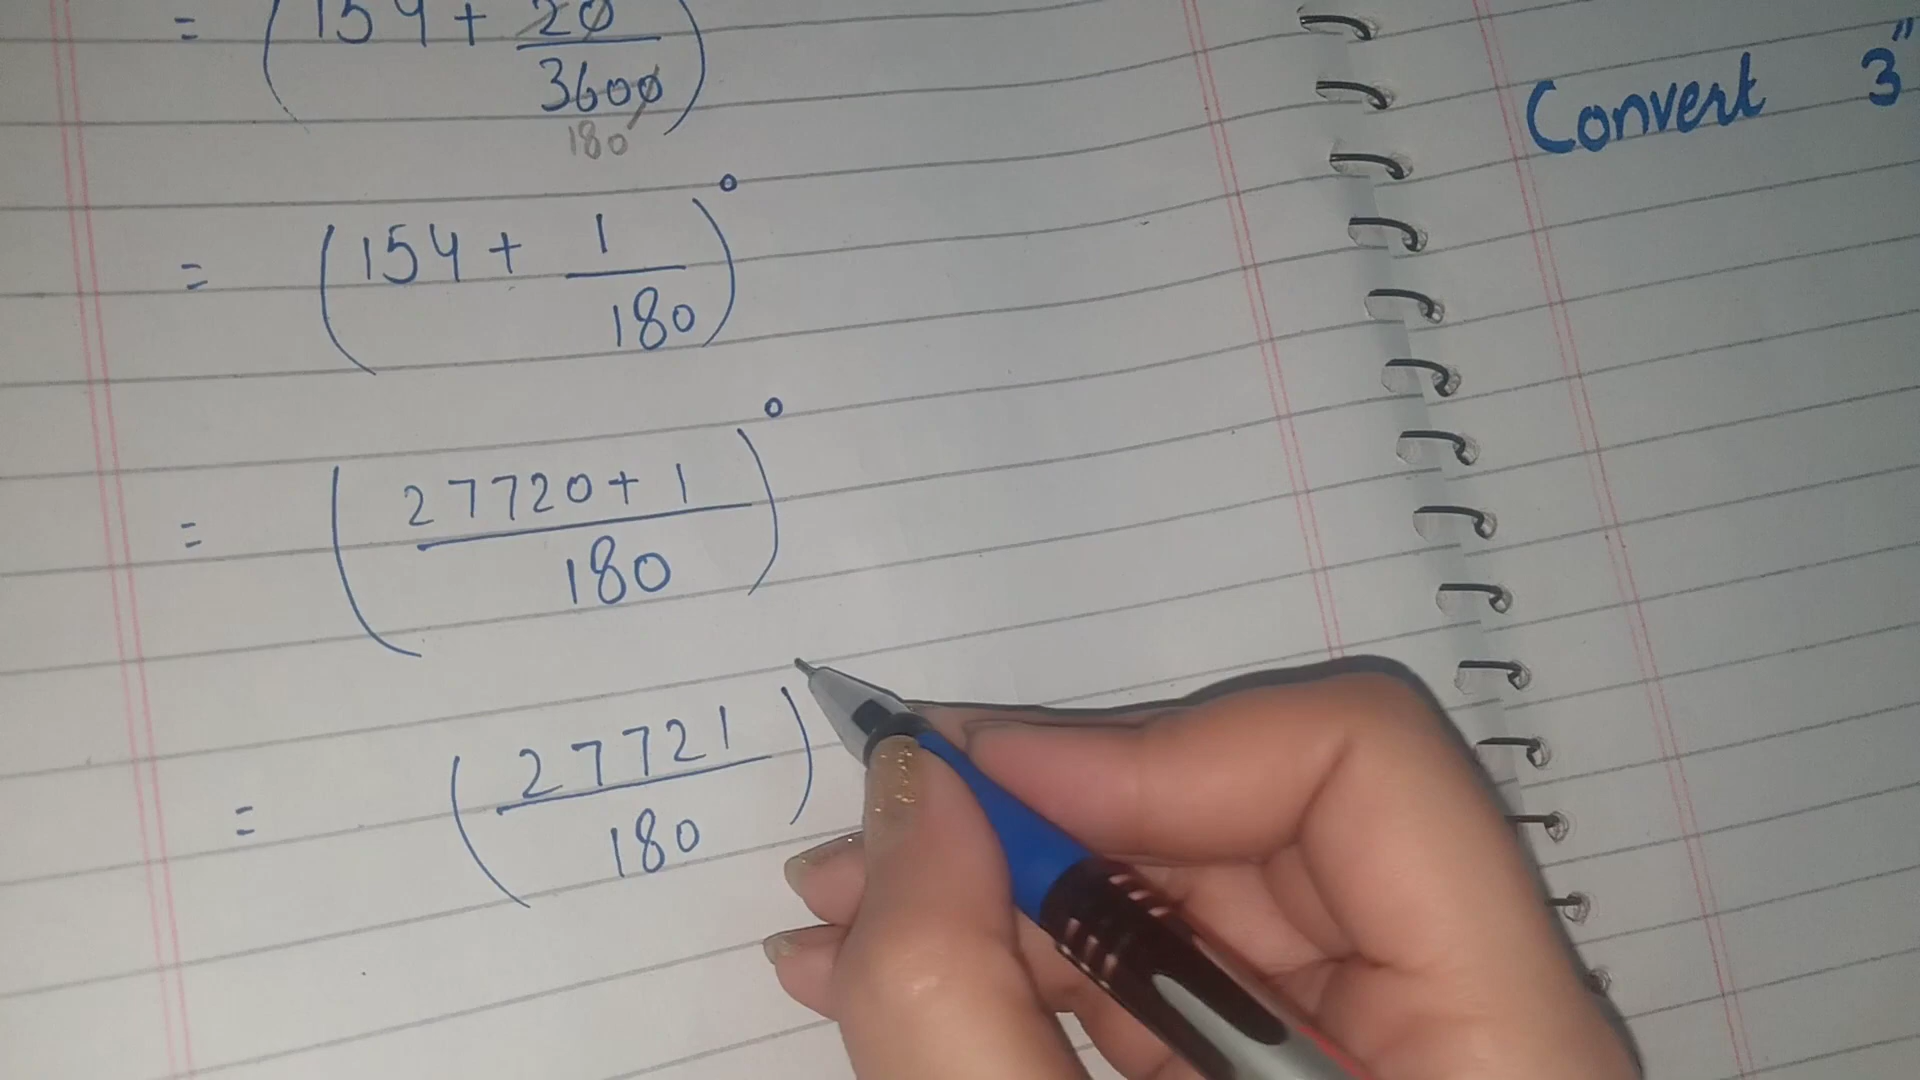 = (154 + 20/3600)
180
= (154 + 1/180)°
= (27720 + 1/180)°
= (27721/180)
Convert 3"